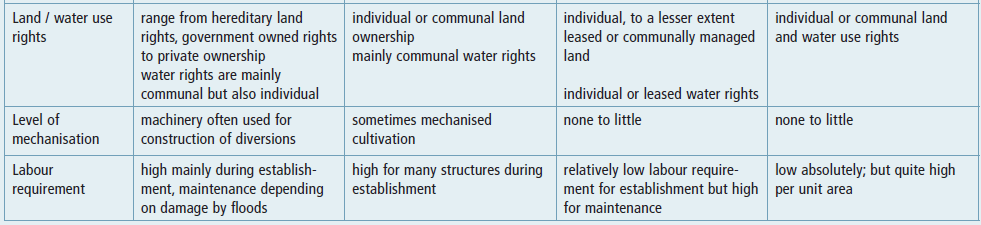 Land / water use
rights
range from hereditary land
rights, government owned rights
to private ownership
water rights are mainly
communal but also individual
individual or communal land
ownership
mainly communal water rights
individual, to a lesser extent
leased or communally managed
land
individual or leased water rights
individual or communal land
and water use rights
Level of
mechanisation
machinery often used for
construction of diversions
sometimes mechanised
cultivation
none to little
none to little
Labour
requirement
high mainly during establish-
ment, maintenance depending
on damage by floods
high for many structures during
establishment
relatively low labour require-
ment for establishment but high
for maintenance
low absolutely; but quite high
per unit area